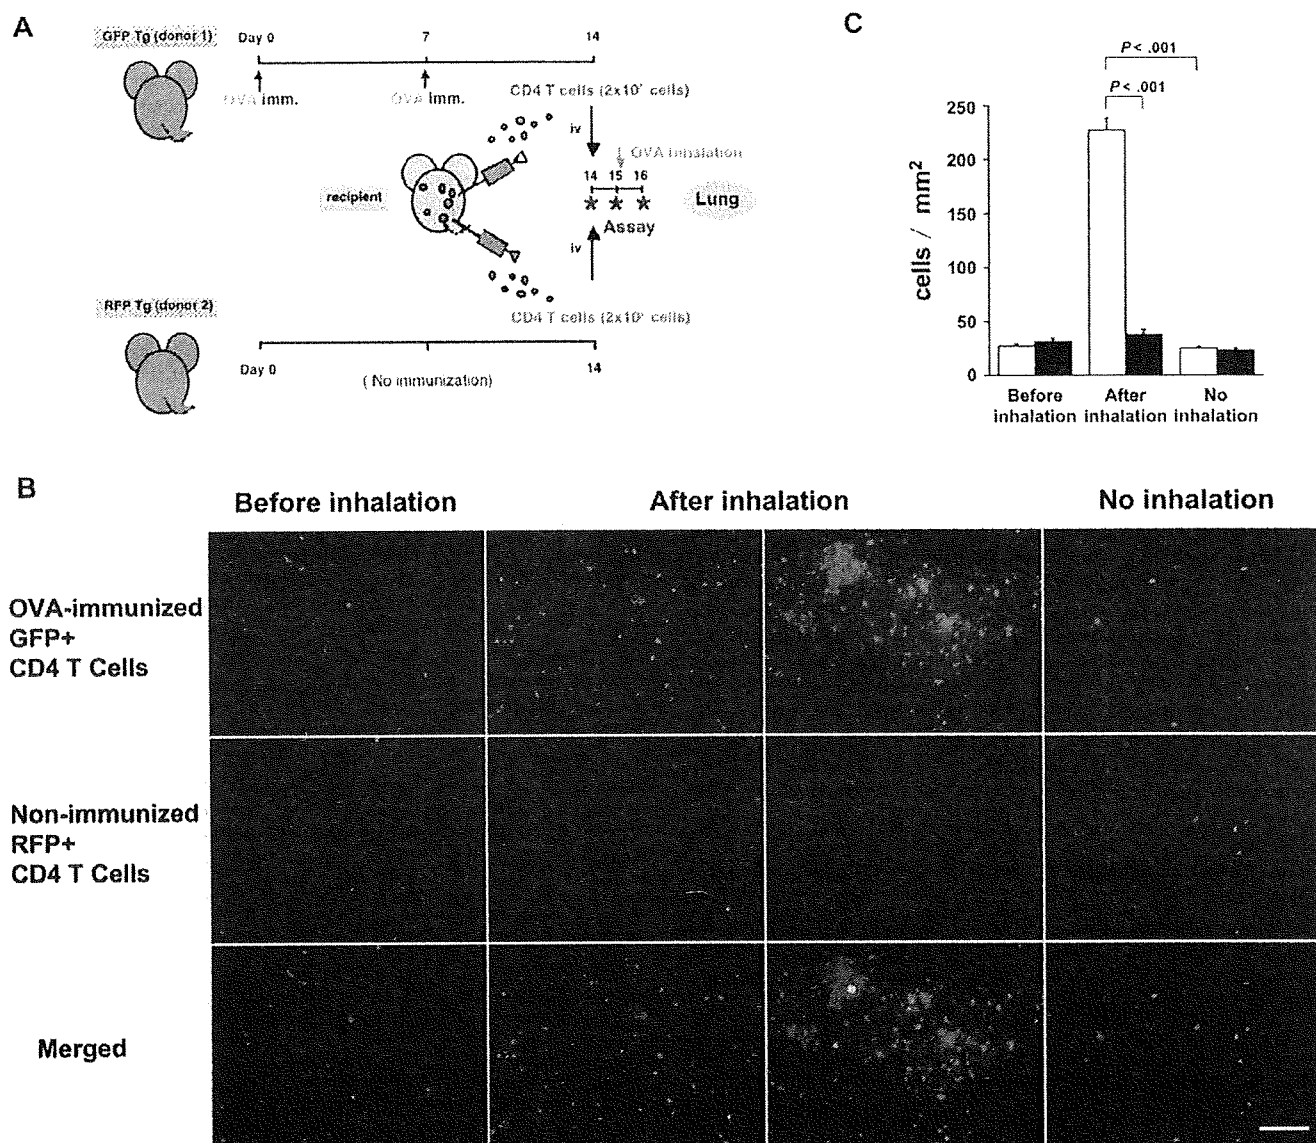 A
GFP Tg (donor 1)
Day 0 7 14
OVA imm. OVA imm.
CD4 T cells (2x10⁷ cells)
iv
OVA inhalation
14 15 16
recipient
Lung
Assay
iv
RFP Tg (donor 2)
CD4 T cells (2x10⁷ cells)
Day 0 14
( No immunization)
C
P < .001
P < .001
cells / mm²
250
200
150
100
50
0
Before inhalation
After inhalation
No inhalation
B
Before inhalation After inhalation No inhalation
OVA-immunized
GFP+
CD4 T Cells
Non-immunized
RFP+
CD4 T Cells
Merged